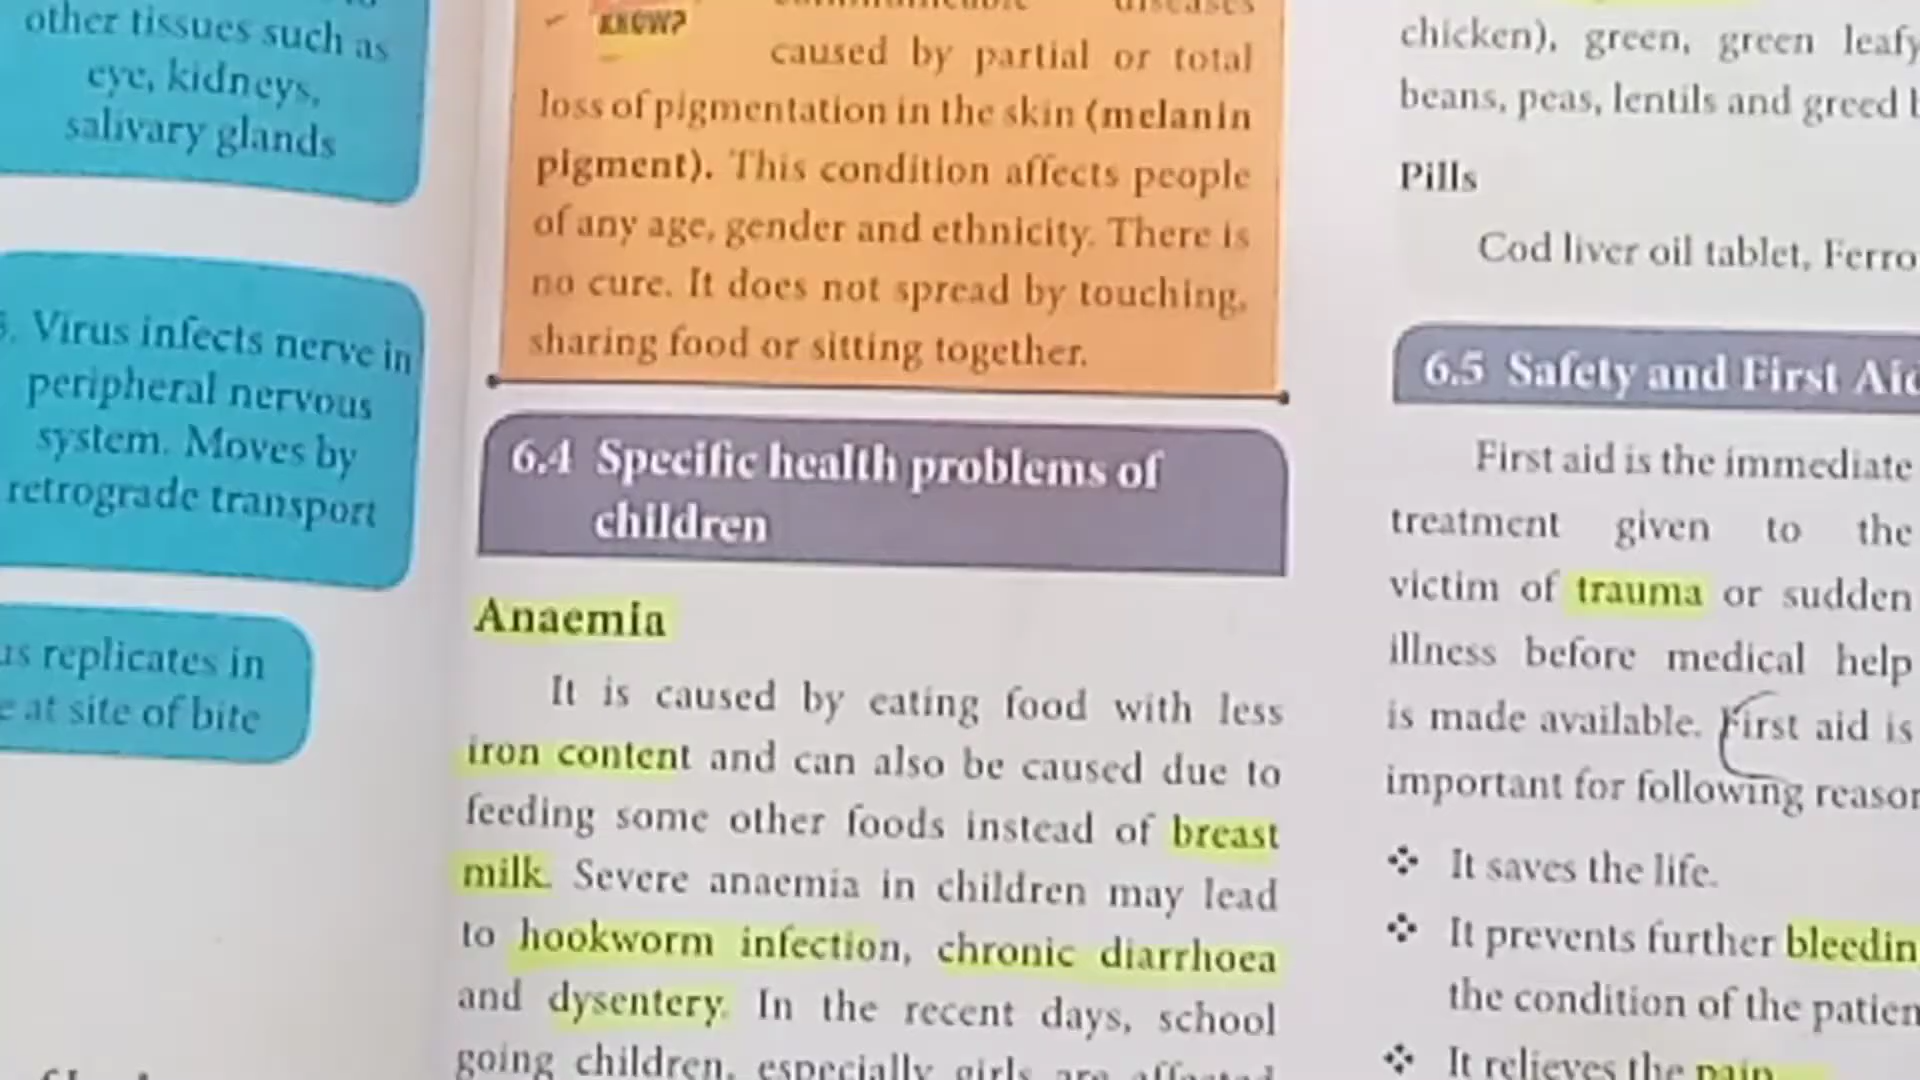 other tissues such as
eye, kidneys,
salivary glands
3. Virus infects nerve in
peripheral nervous
system. Moves by
retrograde transport
replicates in
at site of bite
KNOW?
diseases
caused by partial or total
loss of pigmentation in the skin (melanin
pigment). This condition affects people
of any age, gender and ethnicity. There is
no cure. It does not spread by touching,
sharing food or sitting together.
6.4 Specific health problems of
children
Anaemia
It is caused by eating food with less
iron content and can also be caused due to
feeding some other foods instead of breast
milk. Severe anaemia in children may lead
to hookworm infection, chronic diarrhoea
and dysentery. In the recent days, school
going children, especially girls are affected
chicken), green, green leafy
beans, peas, lentils and greed
Pills
Cod liver oil tablet, Ferro
6.5 Safety and First Aid
First aid is the immediate
treatment given to the
victim of trauma or sudden
illness before medical help
is made available. First aid is
important for following reason
❖ It saves the life.
❖ It prevents further bleedin
the condition of the patien
❖ It relieves the pain